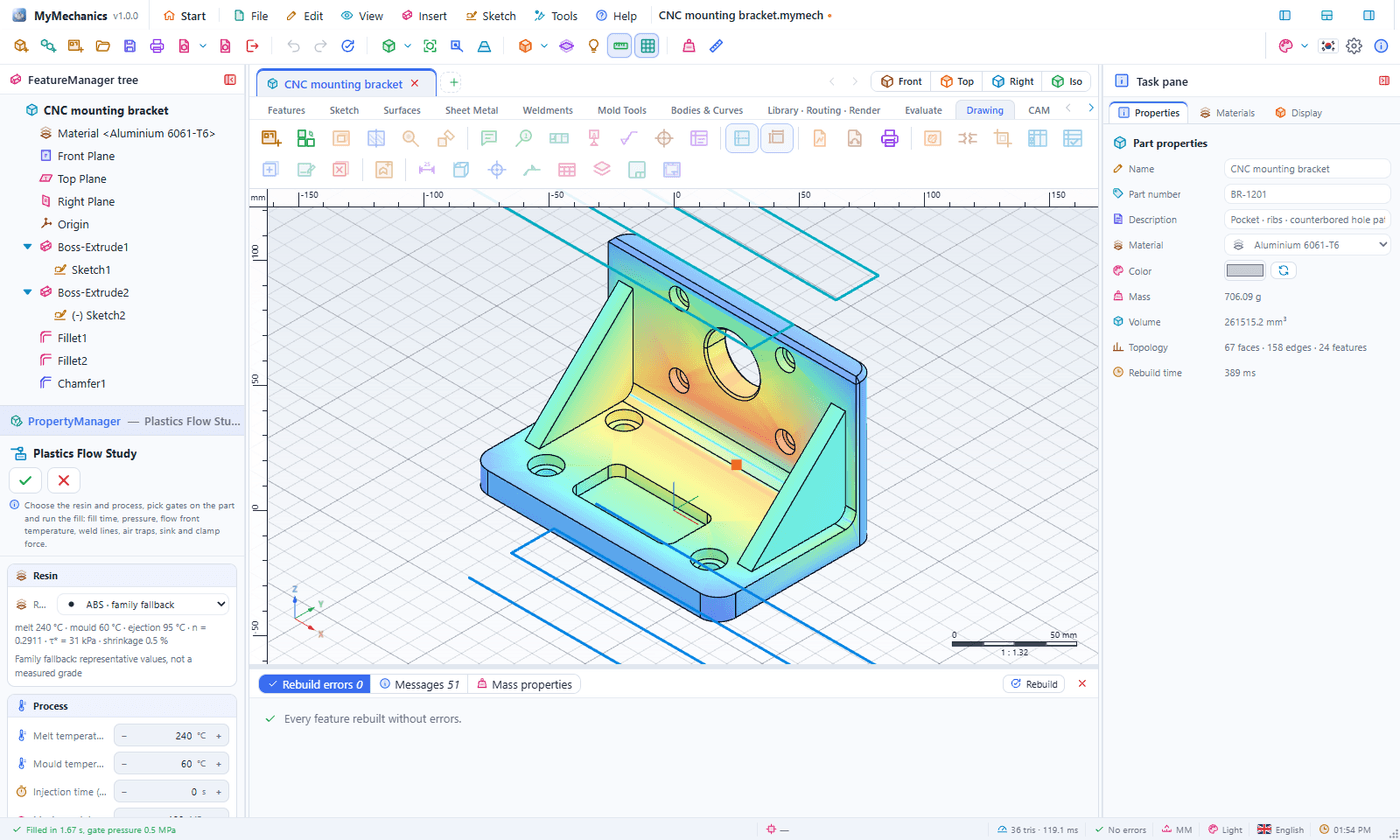 MyMechanics v1.0.0 Start File Edit View Insert Sketch Tools Help CNC mounting bracket.mymech •
FeatureManager tree
CNC mounting bracket
Material <Aluminium 6061-T6>
Front Plane
Top Plane
Right Plane
Origin
Boss-Extrude1
Sketch1
Boss-Extrude2
(-) Sketch2
Fillet1
Fillet2
Chamfer1
PropertyManager — Plastics Flow Stu...
Plastics Flow Study
Choose the resin and process, pick gates on the part
and run the fill: fill time, pressure, flow front
temperature, weld lines, air traps, sink and clamp
force.
Resin
R... ABS · family fallback
melt 240 °C · mould 60 °C · ejection 95 °C · n =
0.2911 · τ* = 31 kPa · shrinkage 0.5 %
Family fallback: representative values, not a
measured grade
Process
Melt temperat... − 240 °C +
Mould temper... − 60 °C +
Injection time (... − 0 s +
CNC mounting bracket
Front Top Right Iso
Features Sketch Surfaces Sheet Metal Weldments Mold Tools Bodies & Curves Library · Routing · Render Evaluate Drawing CAM
mm -150 -100 -50 0 50 100 150
100
50
0
-50
Z
Y
X
0 50 mm
1 : 1.32
Rebuild errors 0 Messages 51 Mass properties Rebuild
Every feature rebuilt without errors.
Task pane
Properties Materials Display
Part properties
Name CNC mounting bracket
Part number BR-1201
Description Pocket · ribs · counterbored hole pat
Material Aluminium 6061-T6
Color
Mass 706.09 g
Volume 261515.2 mm³
Topology 67 faces · 158 edges · 24 features
Rebuild time 389 ms
Filled in 1.67 s, gate pressure 0.5 MPa — 36 tris · 119.1 ms No errors MM Light English 01:54 PM